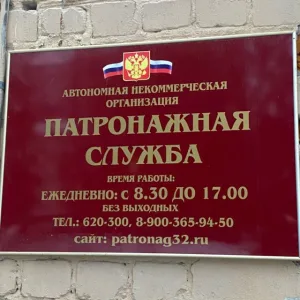 АВТОНОМНАЯ НЕКОММЕРЧЕСКАЯ
ОРГАНИЗАЦИЯ
ПАТРОНАЖНАЯ
СЛУЖБА
ВРЕМЯ РАБОТЫ:
ЕЖЕДНЕВНО: С 8.30 ДО 17.00
БЕЗ ВЫХОДНЫХ
ТЕЛ.: 620-300, 8-900-365-94-50
сайт: patronag32.ru